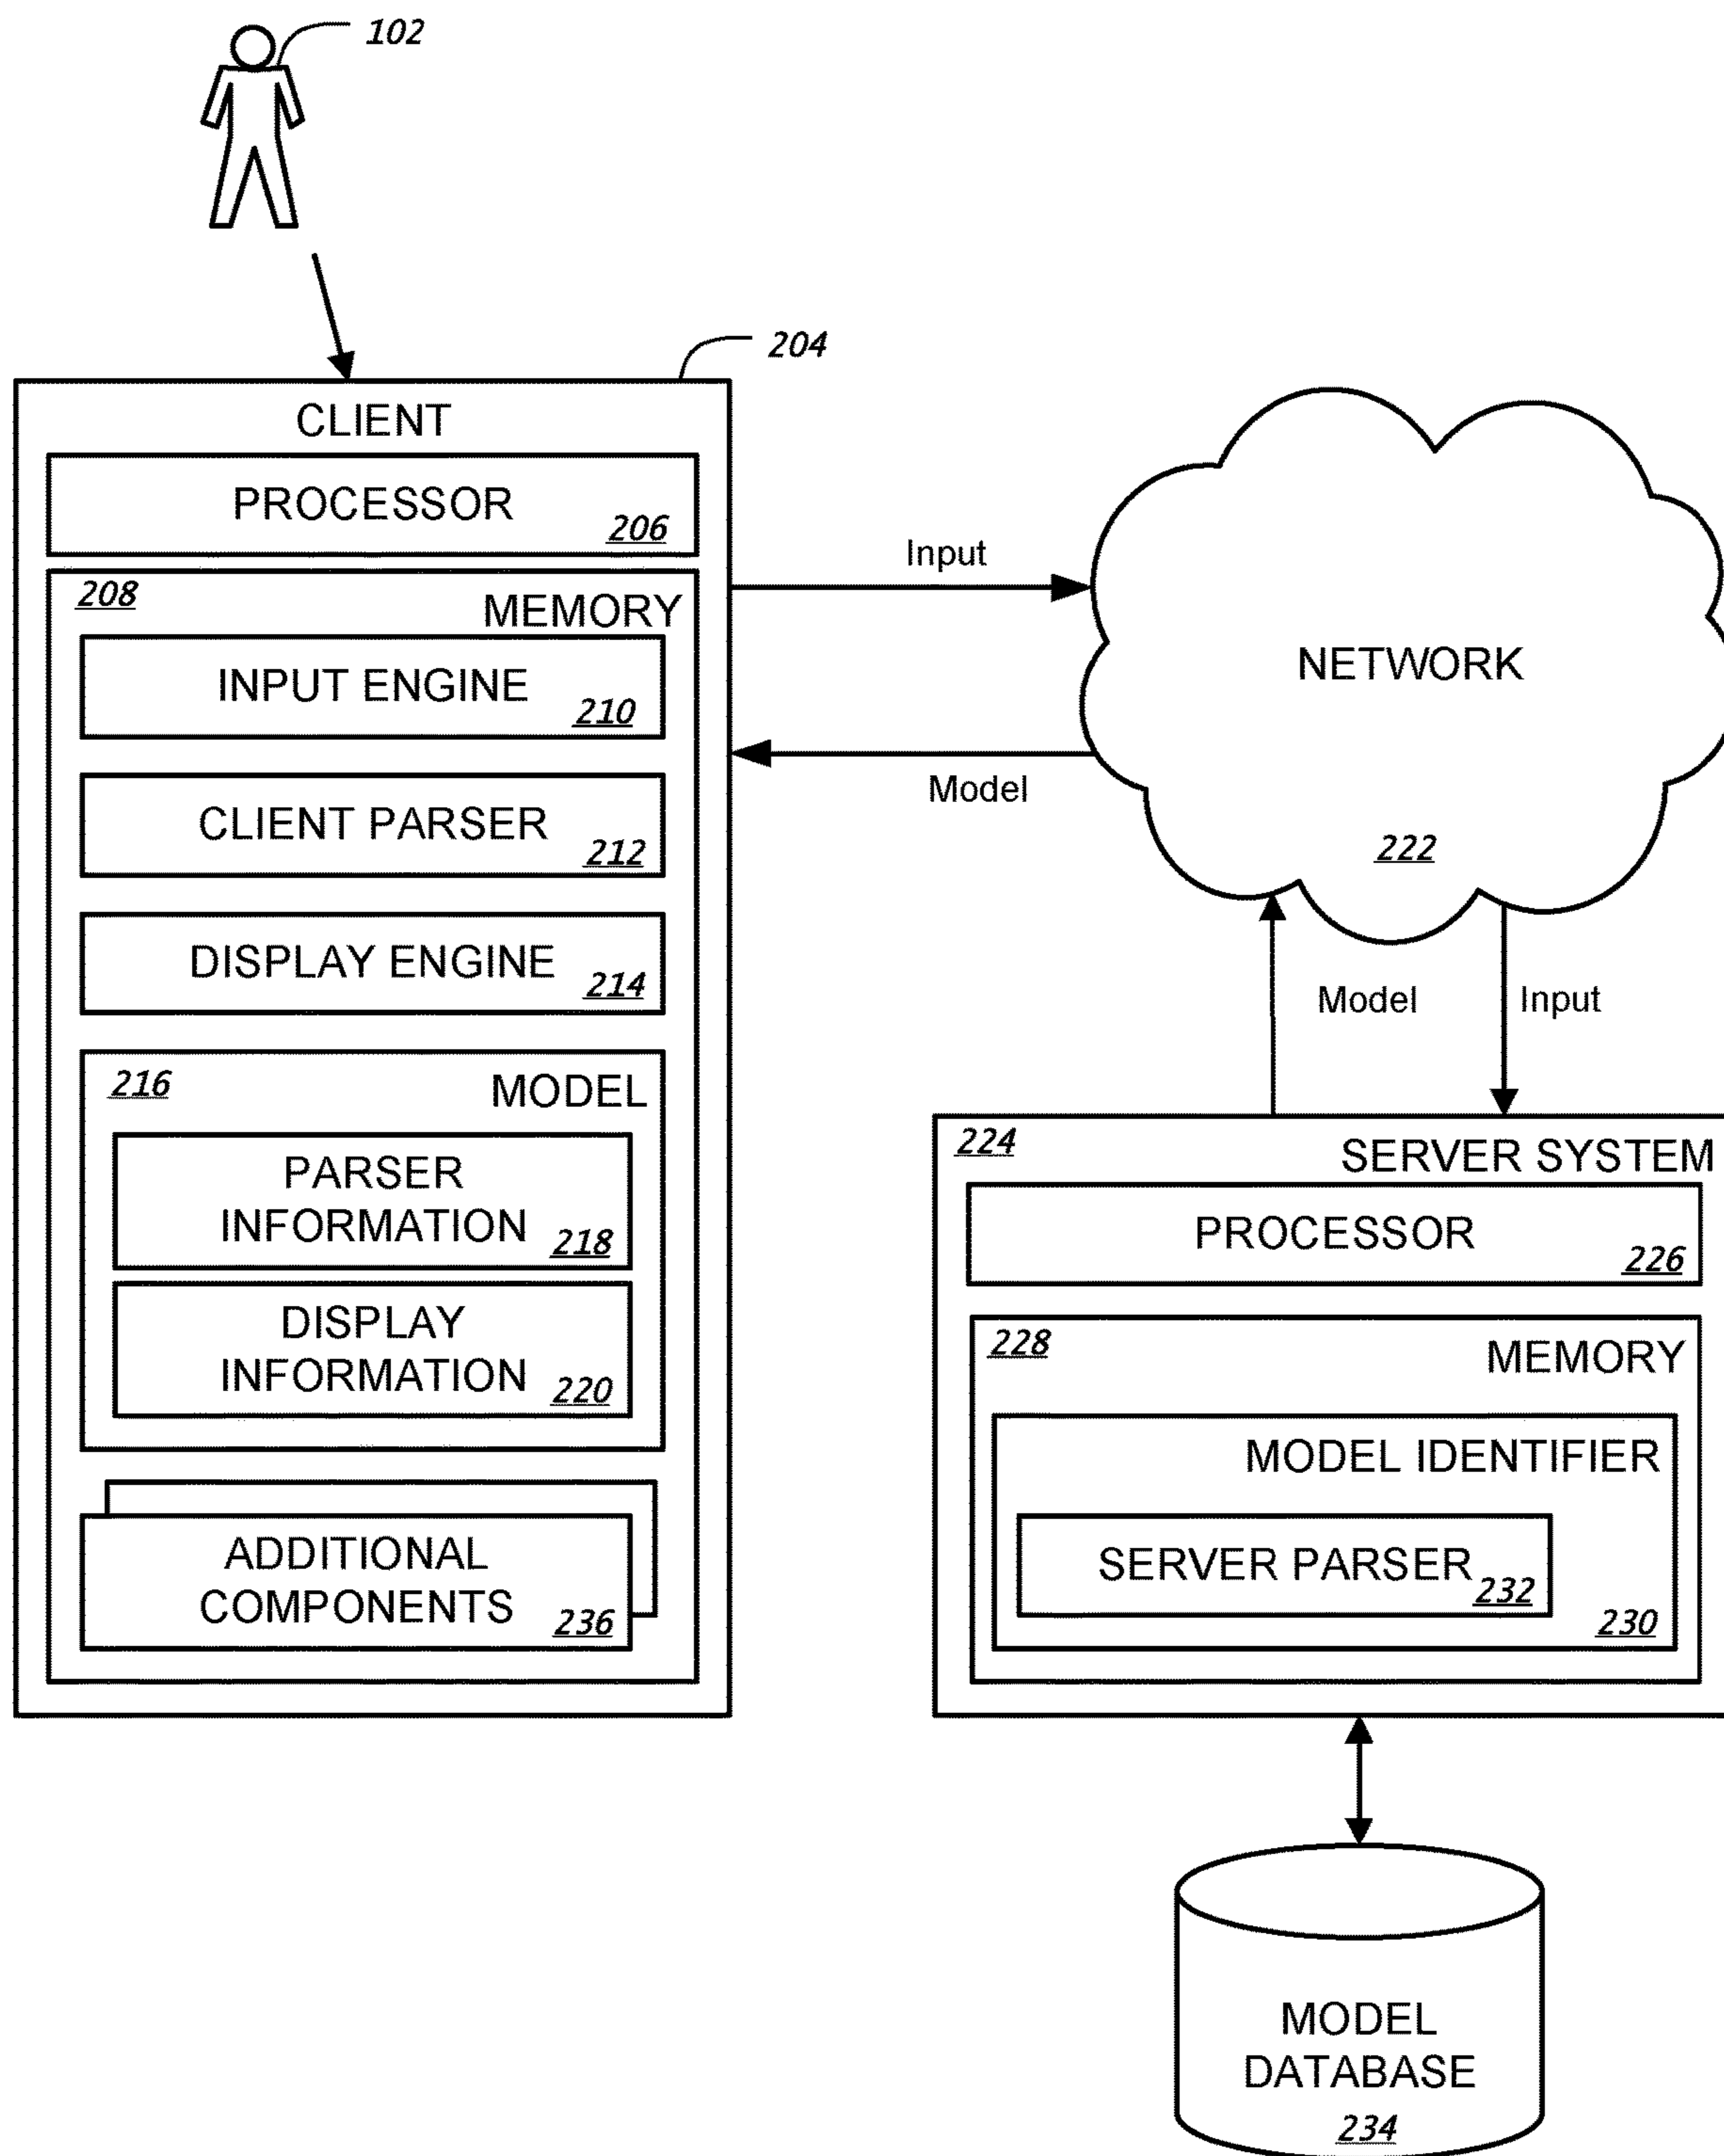 102
204
CLIENT
PROCESSOR
206
208
MEMORY
INPUT ENGINE
210
CLIENT PARSER
212
DISPLAY ENGINE
214
216
MODEL
PARSER
INFORMATION
218
DISPLAY
INFORMATION
220
ADDITIONAL
COMPONENTS
236
Input
Model
NETWORK
222
Model
Input
224
SERVER SYSTEM
PROCESSOR
226
228
MEMORY
MODEL IDENTIFIER
SERVER PARSER
232
230
MODEL
DATABASE
234